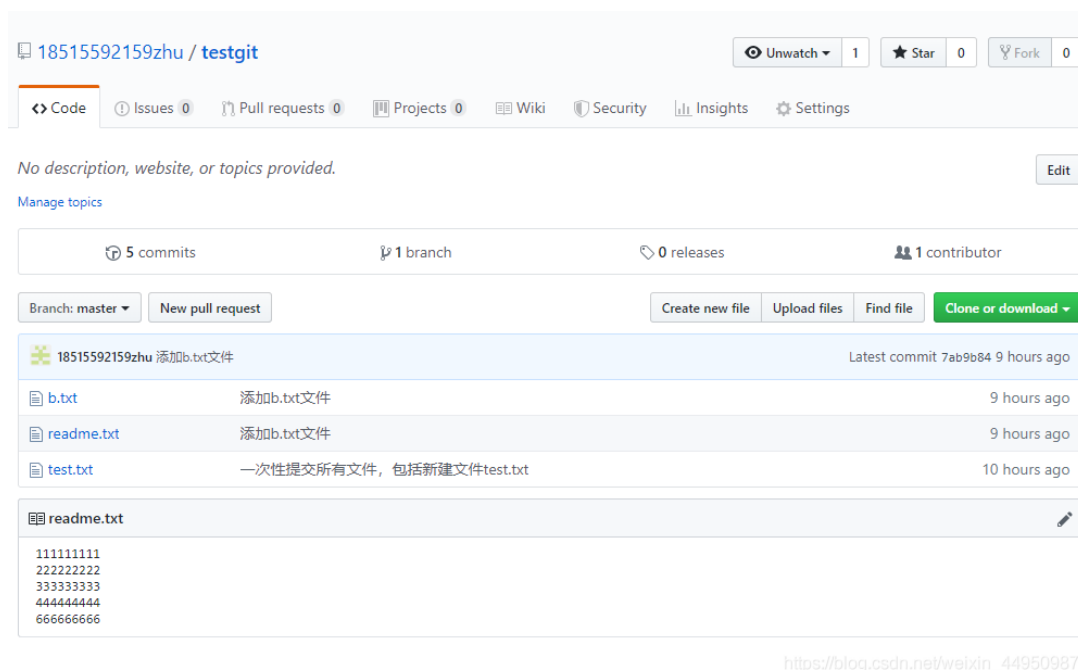 18515592159zhu / testgit
Unwatch 1 Star 0 Fork 0
Code Issues 0 Pull requests 0 Projects 0 Wiki Security Insights Settings
No description, website, or topics provided.
Edit
Manage topics
5 commits 1 branch 0 releases 1 contributor
Branch: master New pull request Create new file Upload files Find file Clone or download
18515592159zhu 添加b.txt文件 Latest commit 7ab9b84 9 hours ago
b.txt 添加b.txt文件 9 hours ago
readme.txt 添加b.txt文件 9 hours ago
test.txt 一次性提交所有文件，包括新建文件test.txt 10 hours ago
readme.txt
111111111
222222222
333333333
444444444
666666666
https://blog.csdn.net/weixin_44950987